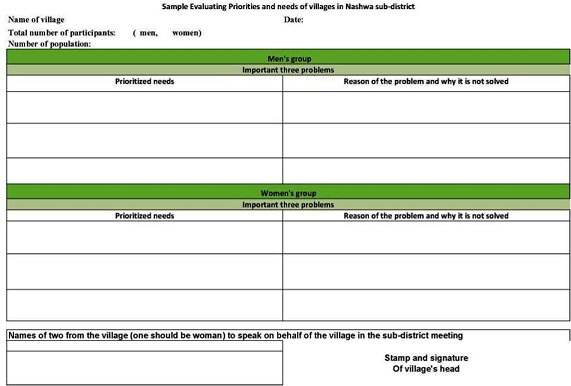 Sample Evaluating Priorities and needs of villages in Nashwa sub-district
Name of village Date:
Total number of participants: ( men, women)
Number of population:
Men's group
Important three problems
Prioritized needs Reason of the problem and why it is not solved
Women's group
Important three problems
Prioritized needs Reason of the problem and why it is not solved
Names of two from the village (one should be woman) to speak on behalf of the village in the sub-district meeting
Stamp and signature
Of village's head